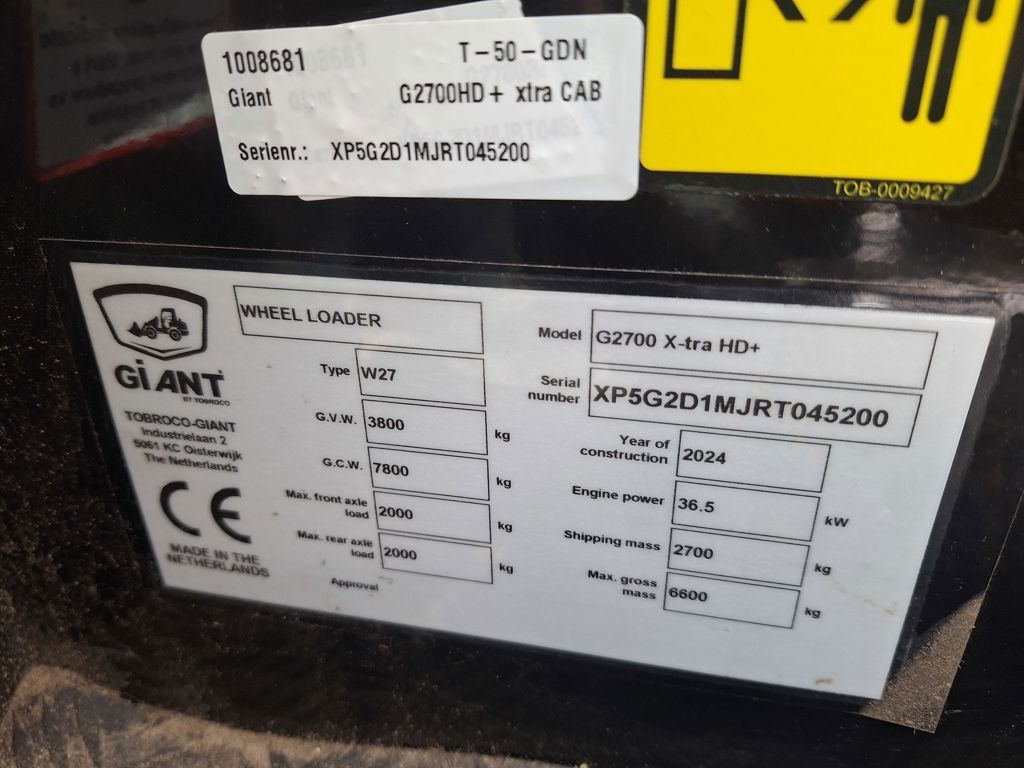 1008681 T-50-GDN
Giant G2700HD+ xtra CAB
Serienr.: XP5G2D1MJRT045200
TOB-0009427
GiANT
BY TOBROCO
TOBROCO-GIANT
Industrielaan 2
5061 KC Oisterwijk
The Netherlands
CE
MADE IN THE
NETHERLANDS
WHEEL LOADER
Type W27
G.V.W. 3800 kg
G.C.W. 7800 kg
Max. front axle
load 2000 kg
Max. rear axle
load 2000 kg
Approval
Model G2700 X-tra HD+
Serial
number XP5G2D1MJRT045200
Year of
construction 2024
Engine power 36.5 kW
Shipping mass 2700 kg
Max. gross
mass 6600 kg